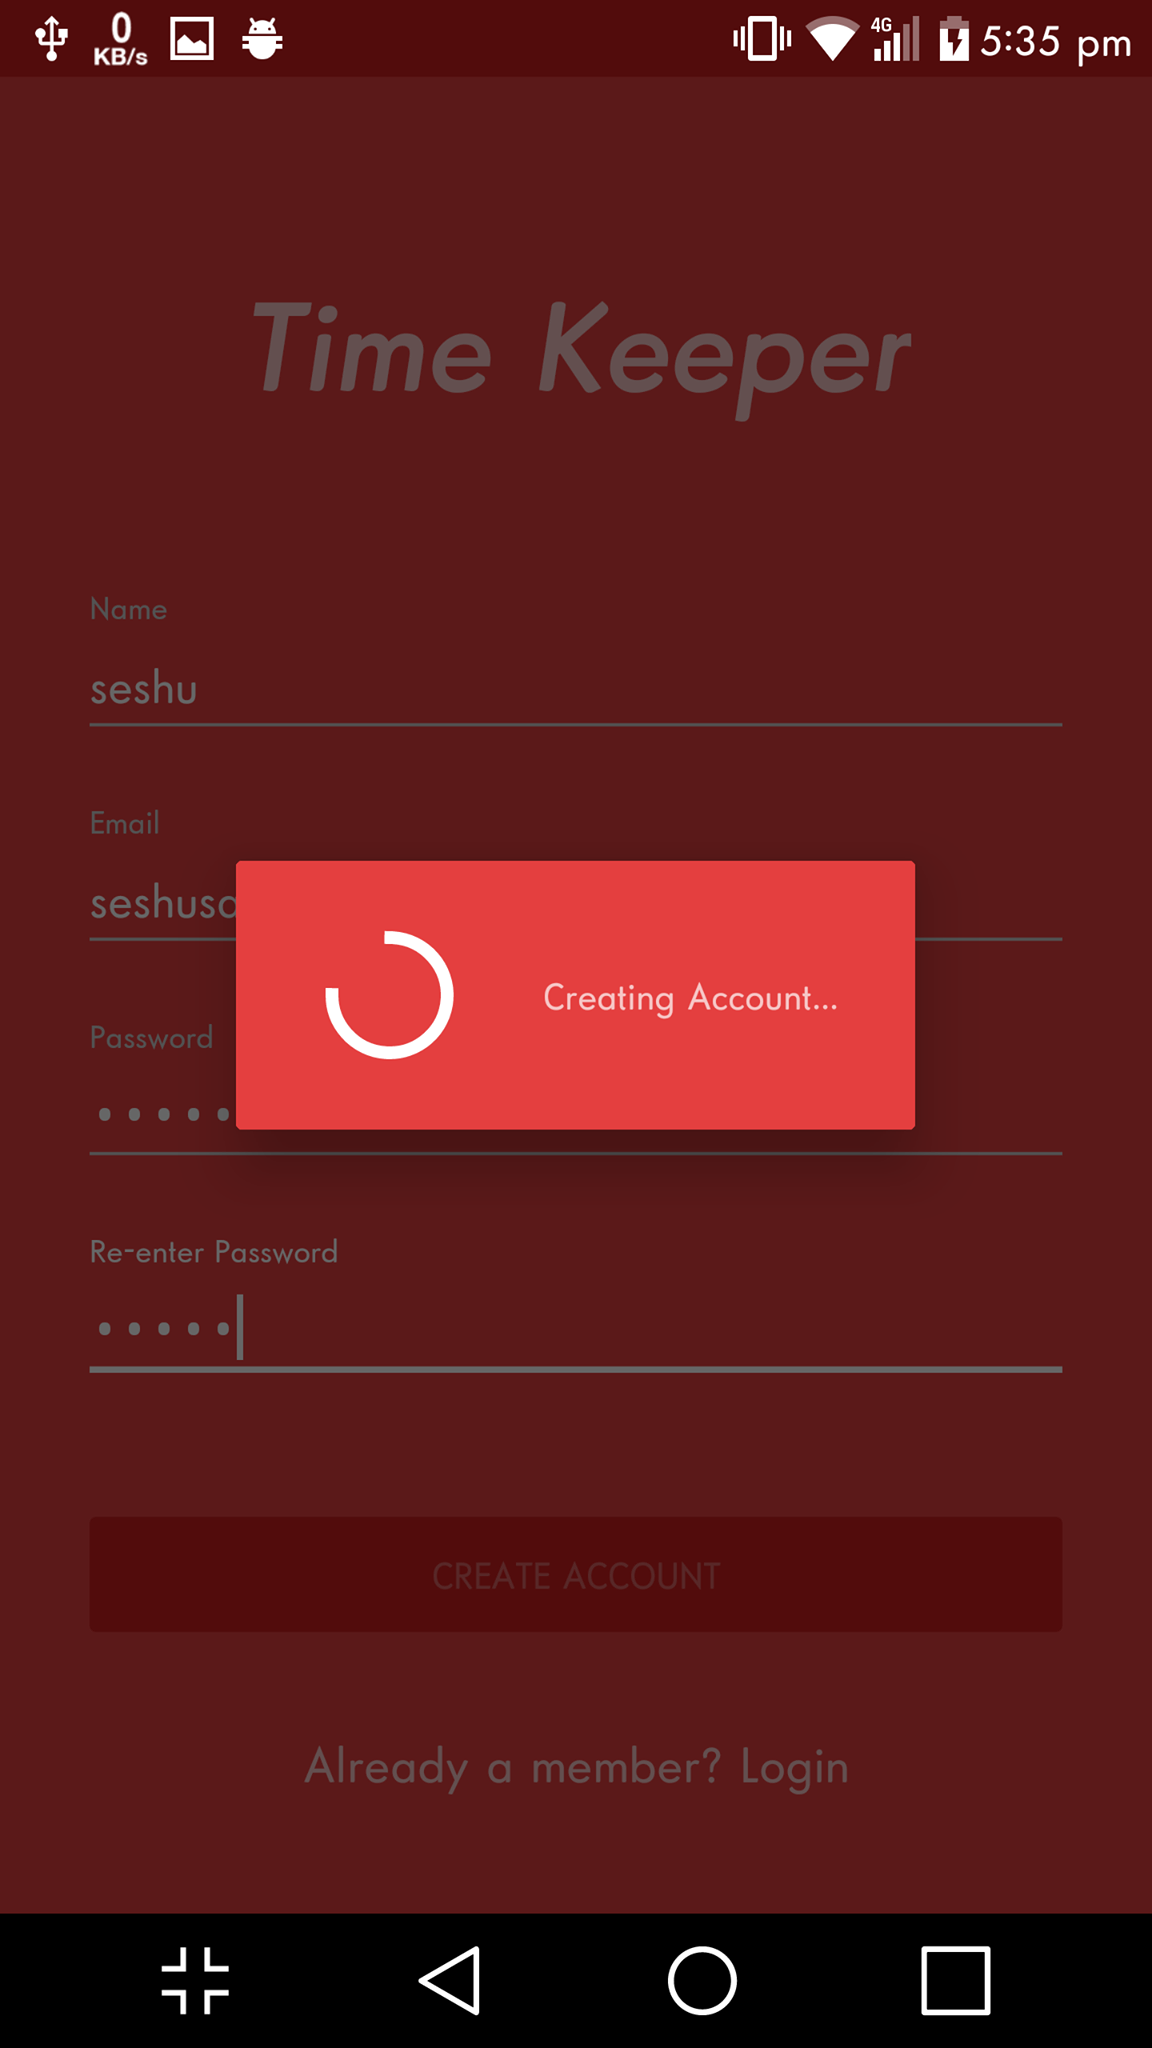 0
KB/s
4G
5:35 pm
Time Keeper
Name
seshu
Email
Password
•••••
Creating Account...
Re-enter Password
•••••
CREATE ACCOUNT
Already a member? Login